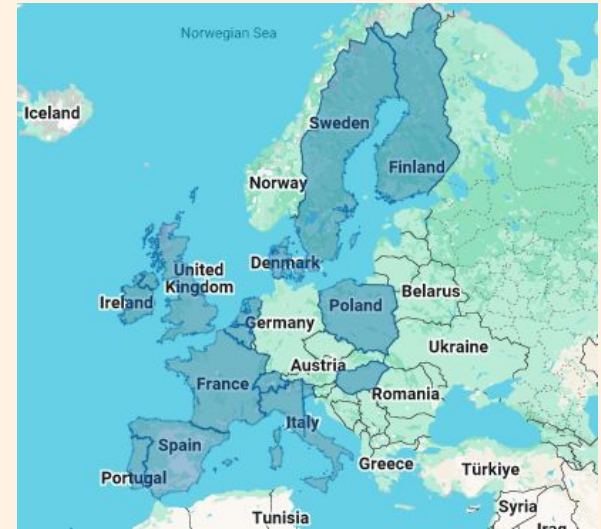 Norwegian Sea
Iceland
Sweden
Finland
Norway
Denmark
United
Kingdom
Ireland
Belarus
Poland
Germany
Ukraine
Austria
France
Romania
Italy
Spain
Portugal
Greece
Türkiye
Syria
Tunisia
Iraq